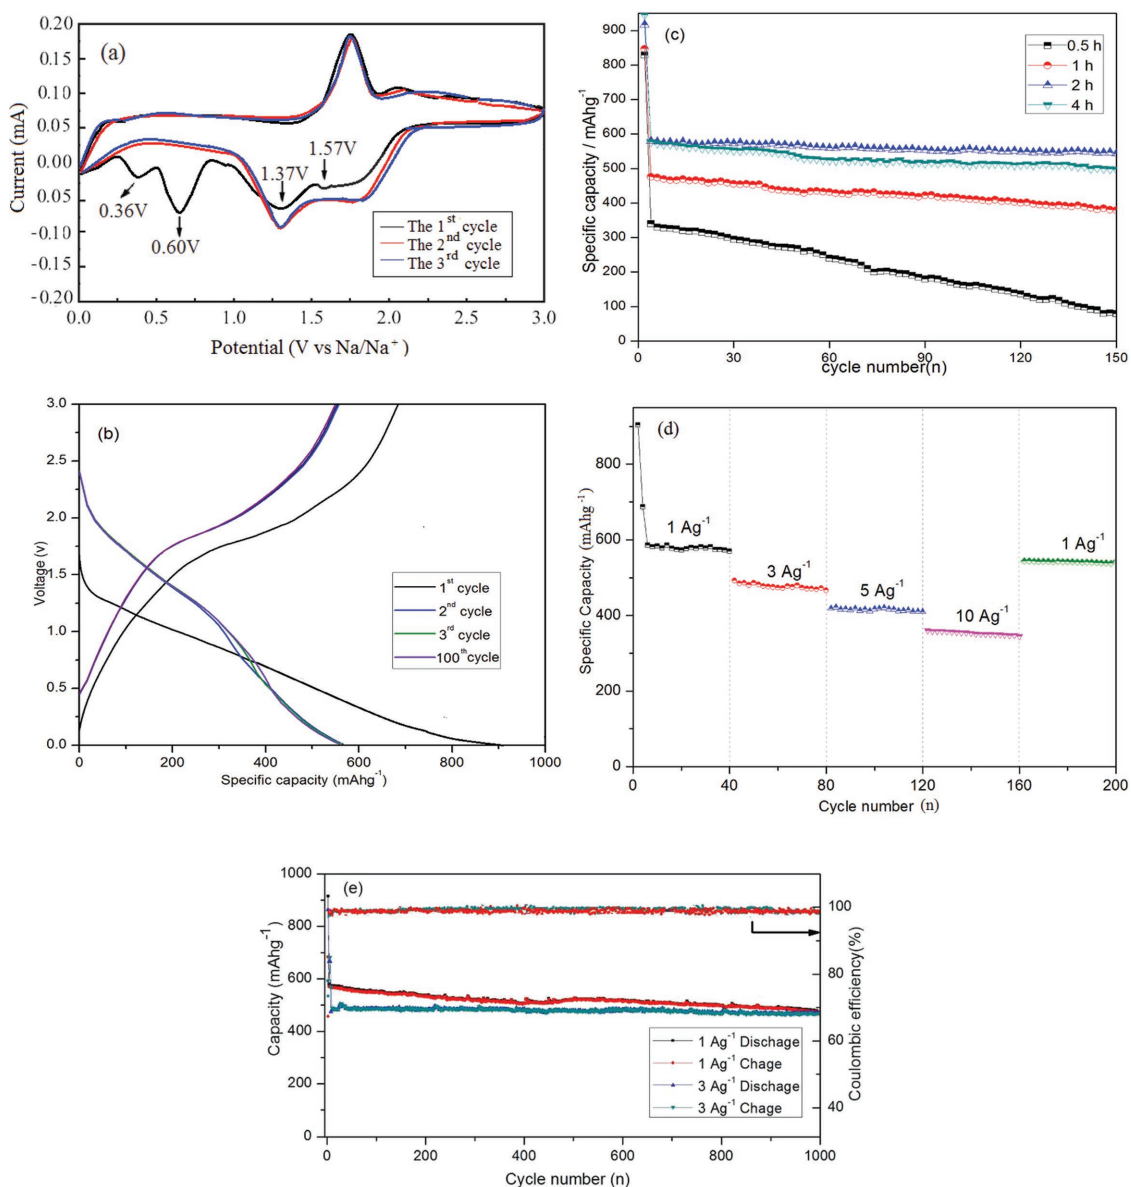 (a)
0.20
0.15
0.10
0.05
0.00
0.05
-0.10
-0.15
-0.20
Current (mA)
0.36V
0.60V
1.37V
1.57V
The 1st cycle
The 2nd cycle
The 3rd cycle
0.0 0.5 1.0 1.5 2.0 2.5 3.0
Potential (V vs Na/Na+)
(c)
900
800
700
600
500
400
300
200
100
0
Specific capacity / mAhg-1
0.5 h
1 h
2 h
4 h
0 30 60 90 120 150
cycle number(n)
(b)
3.0
2.5
2.0
1.5
1.0
0.5
0.0
Voltage (v)
1st cycle
2nd cycle
3rd cycle
100th cycle
0 200 400 600 800 1000
Specific capacity (mAhg-1)
(d)
800
600
400
200
0
Specific Capacity (mAhg-1)
1 Ag-1
3 Ag-1
5 Ag-1
10 Ag-1
1 Ag-1
0 40 80 120 160 200
Cycle number (n)
(e)
1000
900
800
700
600
500
400
300
200
100
0
Capacity (mAhg-1)
100
80
60
40
Coulombic efficiency(%)
1 Ag-1 Dischage
1 Ag-1 Chage
3 Ag-1 Dischage
3 Ag-1 Chage
0 200 400 600 800 1000
Cycle number (n)